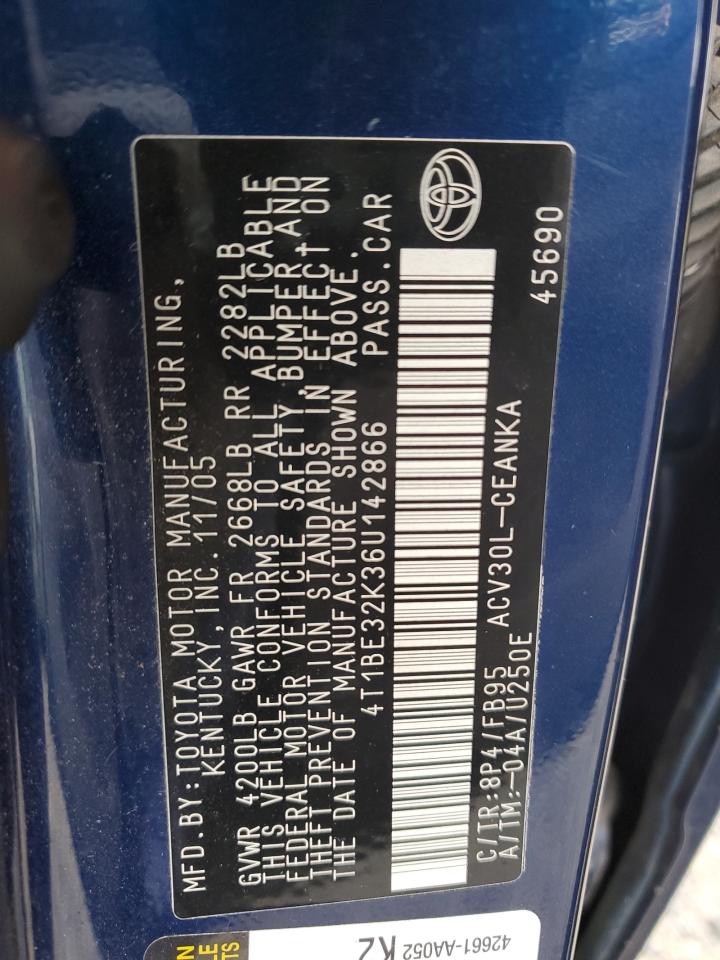 MFD.BY:TOYOTA MOTOR MANUFACTURING,
KENTUCKY, INC.11/05
GVWR 4200LB GAWR FR 2668LB RR 2282LB
THIS VEHICLE CONFORMS TO ALL APPLICABLE
FEDERAL MOTOR VEHICLE SAFETY, BUMPER, AND
THEFT PREVENTION STANDARDS IN EFFECT ON
THE DATE OF MANUFACTURE SHOWN ABOVE.
4T1BE32K36U142866 PASS.CAR
C/TR:8P4/FB95 ACV30L-CEANKA
A/TM:-04A/U250E 45690
42661-AA052 KZ